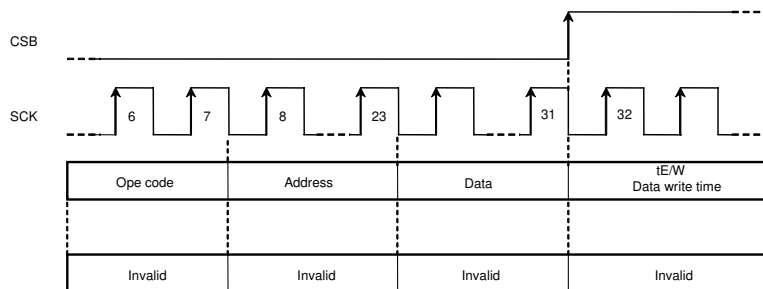 CSB
SCK
6 7 8 23 31 32
Ope code Address Data tE/W
Data write time
Invalid Invalid Invalid Invalid